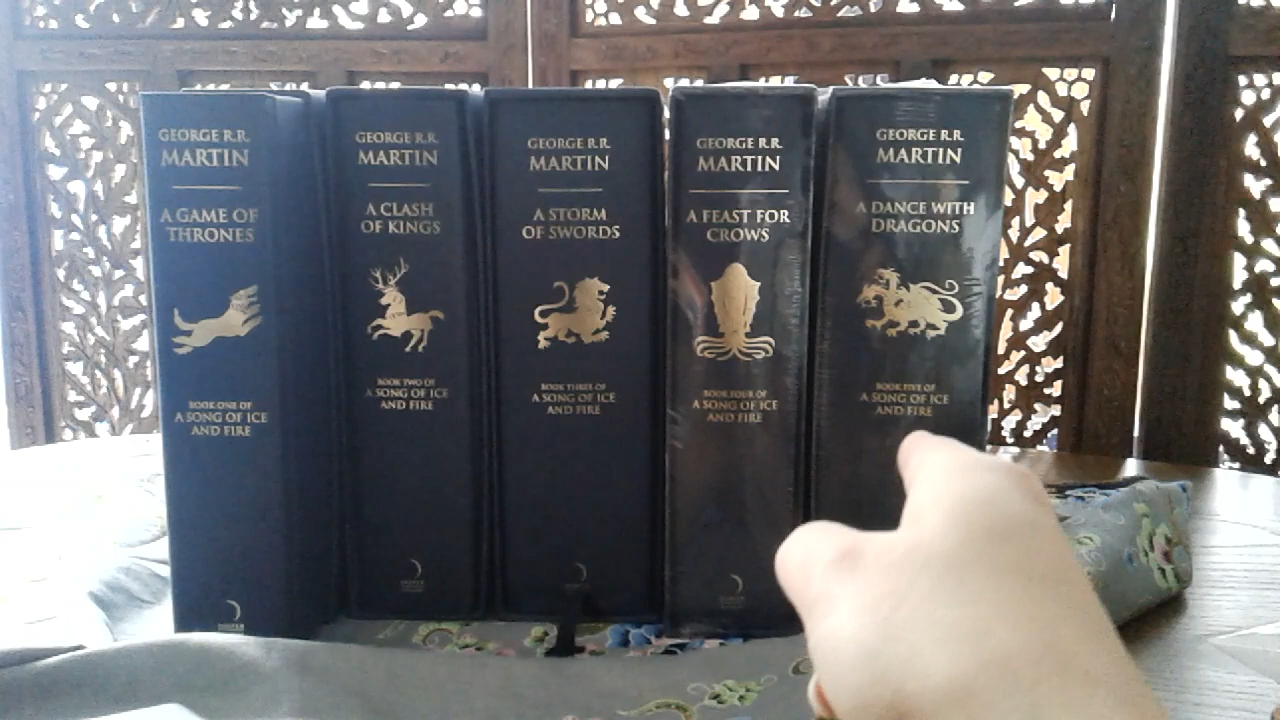 GEORGE R.R.
MARTIN
A GAME OF
THRONES
BOOK ONE OF
A SONG OF ICE
AND FIRE
GEORGE R.R.
MARTIN
A CLASH
OF KINGS
BOOK TWO OF
A SONG OF ICE
AND FIRE
GEORGE R.R.
MARTIN
A STORM
OF SWORDS
BOOK THREE OF
A SONG OF ICE
AND FIRE
GEORGE R.R.
MARTIN
A FEAST FOR
CROWS
BOOK FOUR OF
A SONG OF ICE
AND FIRE
GEORGE R.R.
MARTIN
A DANCE WITH
DRAGONS
BOOK FIVE OF
A SONG OF ICE
AND FIRE